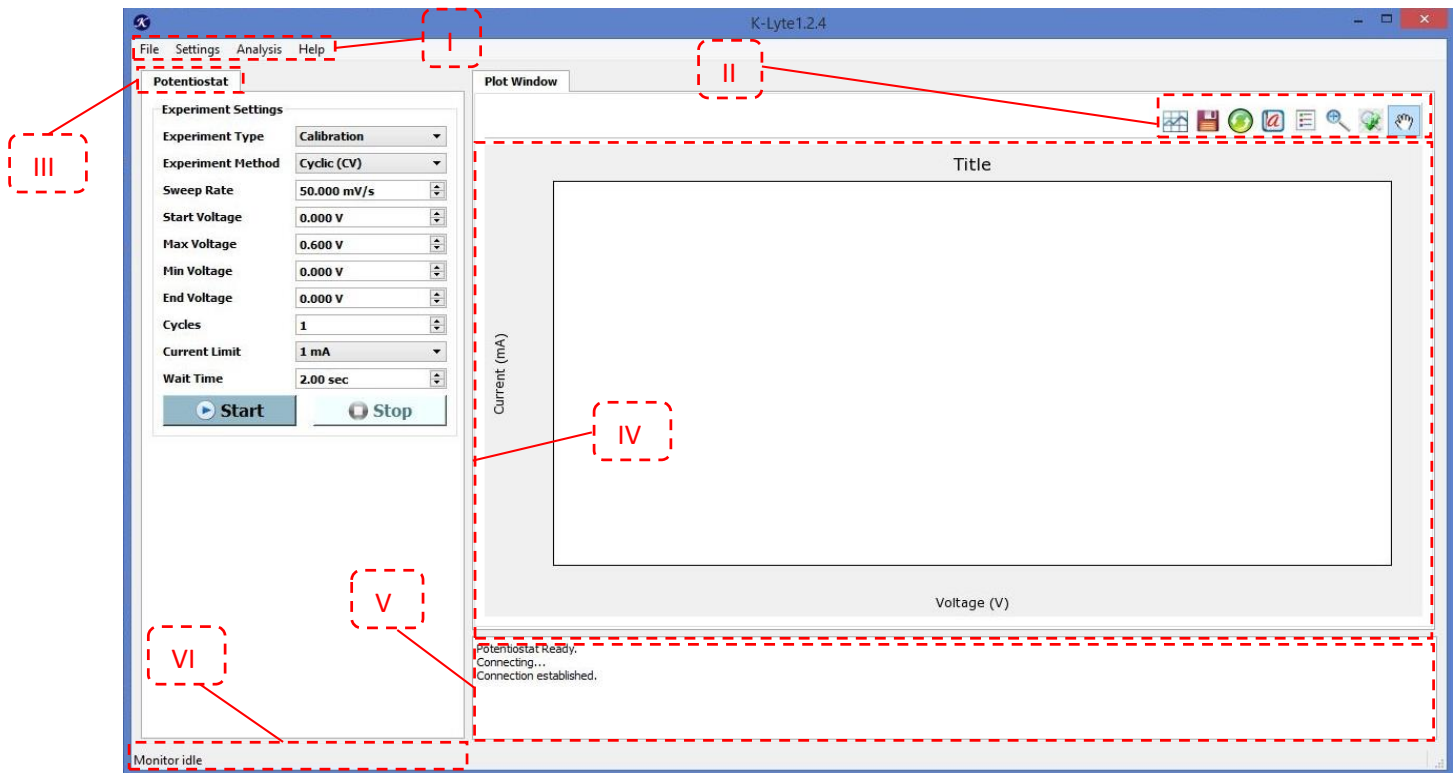 K-Lyte1.2.4
File Settings Analysis Help
I
II
III
Potentiostat
Plot Window
Experiment Settings
Experiment Type Calibration
Experiment Method Cyclic (CV)
Sweep Rate 50.000 mV/s
Start Voltage 0.000 V
Max Voltage 0.600 V
Min Voltage 0.000 V
End Voltage 0.000 V
Cycles 1
Current Limit 1 mA
Wait Time 2.00 sec
Start Stop
a
Title
Current (mA)
IV
Voltage (V)
V
VI
Potentiostat Ready.
Connecting...
Connection established.
Monitor idle